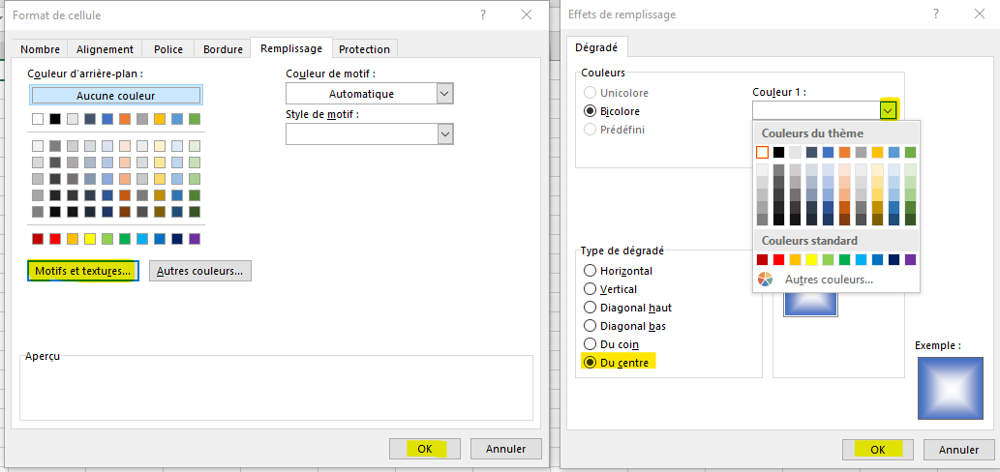 Format de cellule
?
Nombre Alignement Police Bordure Remplissage Protection
Couleur d'arrière-plan :
Aucune couleur
Couleur de motif :
Automatique
Style de motif :
Motifs et textures...
Autres couleurs...
Aperçu
OK
Annuler
Effets de remplissage
?
Dégradé
Couleurs
Unicolore
Bicolore
Prédéfini
Couleur 1 :
Couleurs du thème
Couleurs standard
Autres couleurs...
Type de dégradé
Horizontal
Vertical
Diagonal haut
Diagonal bas
Du coin
Du centre
Exemple :
OK
Annuler